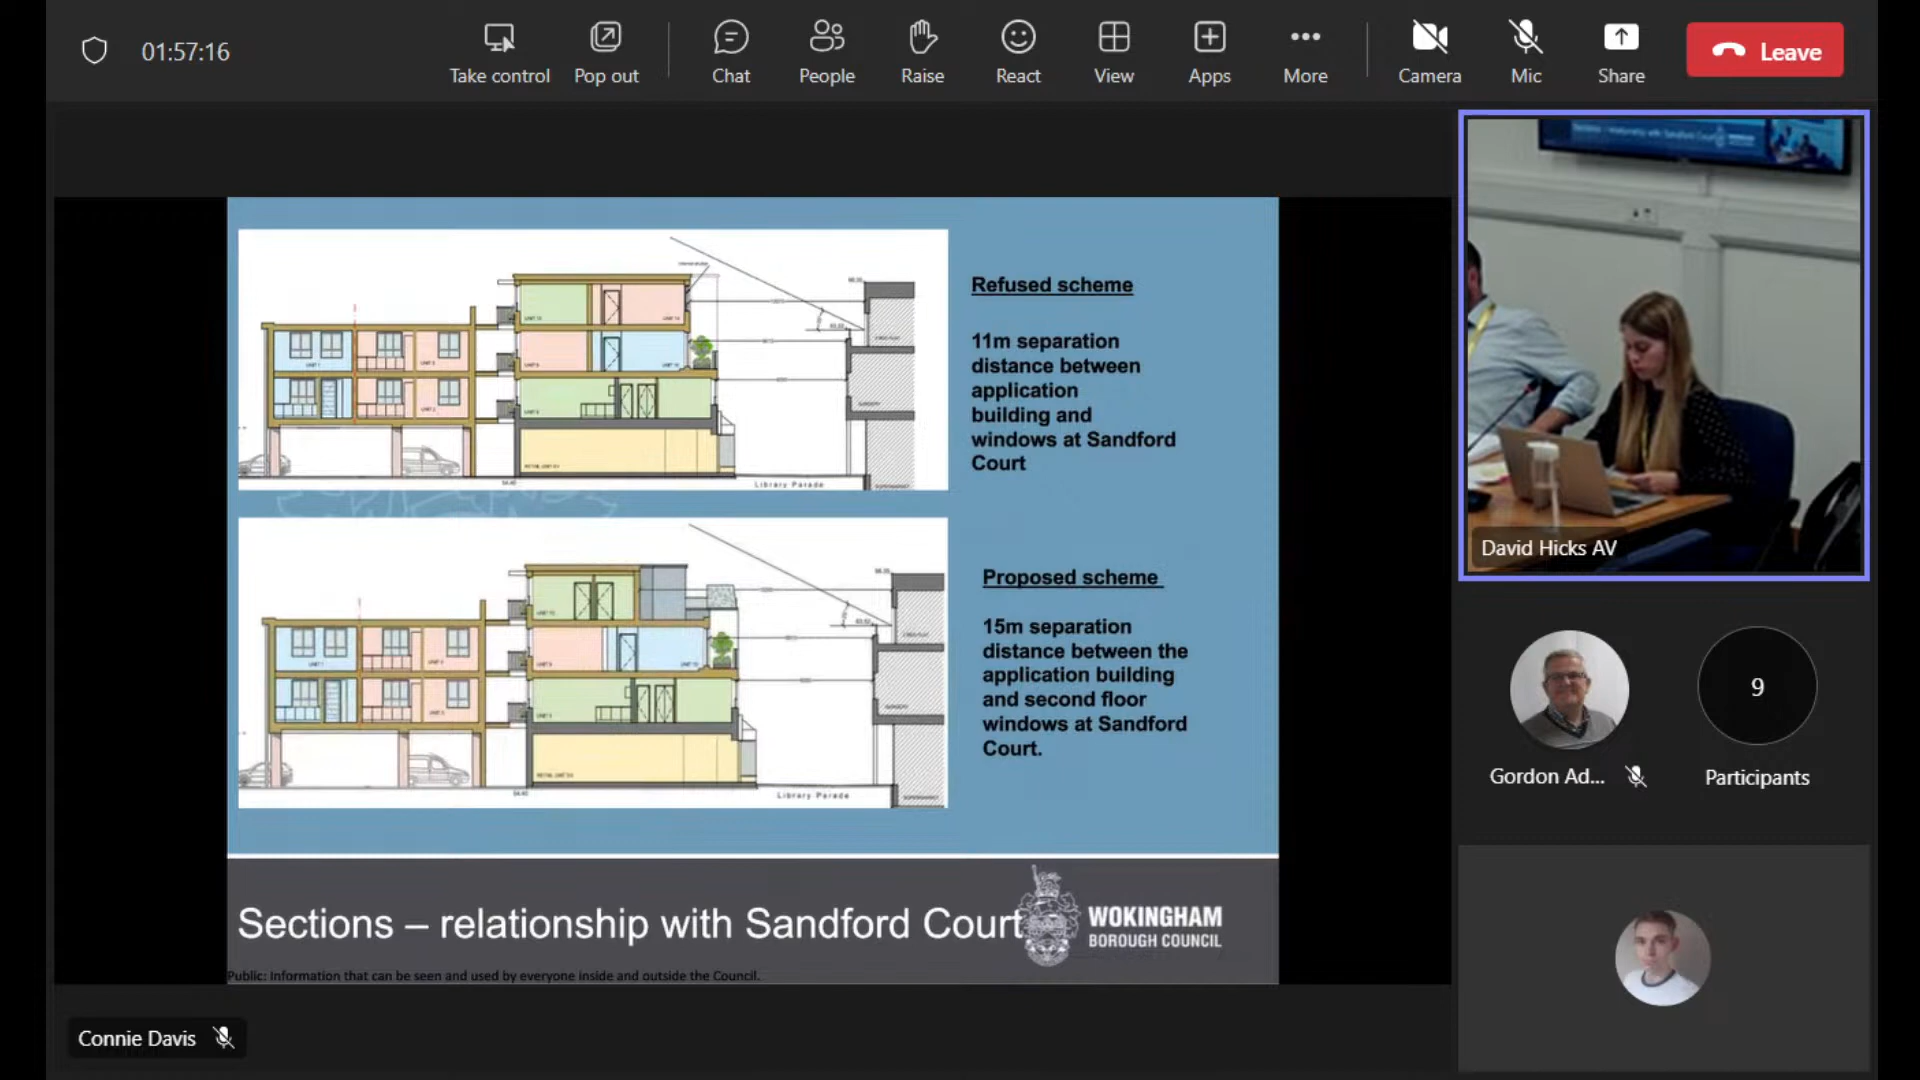 01:57:16
Take control
Pop out
Chat
People
Raise
React
View
Apps
More
Camera
Mic
Share
Leave
Refused scheme
11m separation
distance between
application
building and
windows at Sandford
Court
Library Parade
Proposed scheme
15m separation
distance between the
application building
and second floor
windows at Sandford
Court.
Library Parade
Sections – relationship with Sandford Court
WOKINGHAM
BOROUGH COUNCIL
Public: Information that can be seen and used by everyone inside and outside the Council.
David Hicks AV
Gordon Ad...
9
Participants
Connie Davis